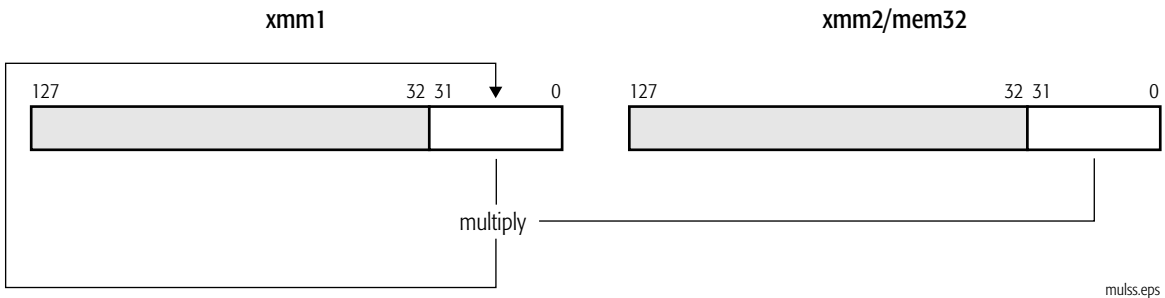 xmm1 xmm2/mem32
127 32 31 0 127 32 31 0
multiply
mulss.eps